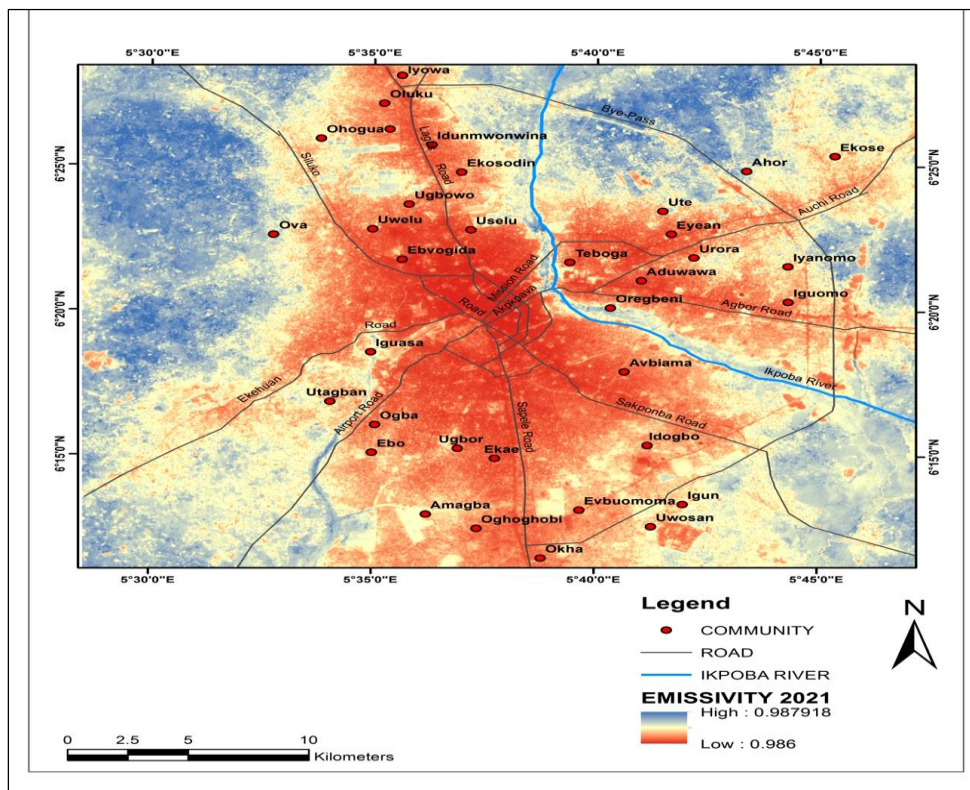 5°30'0"E 5°35'0"E 5°40'0"E 5°45'0"E
Iyowa
Oluku
Bye-Pass
Ohogua
Lagos Road
Idunmwonwina
Siluko Road
Ekose
6°25'0"N
6°25'0"N
Ekosodin
Ahor
Auchi Road
Ugbowo
Ute
Ova
Uwelu
Uselu
Eyean
Ebvogida
Mission Road
Teboga
Urora
Iyanomo
Akpkpava
Aduwawa
Iguomo
6°20'0"N
6°20'0"N
Oregbeni
Agbor Road
Iguasa
Ekehuan Road
Avbiama
Ikpoba River
Utagban
Airport Road
Sapele Road
Sakponba Road
Ogba
6°15'0"N
6°15'0"N
Ebo
Ugbor
Ekae
Idogbo
Amagba
Evbuomoma
Igun
Oghoghobi
Uwosan
Okha
5°30'0"E 5°35'0"E 5°40'0"E 5°45'0"E
Legend
COMMUNITY
ROAD
IKPOBA RIVER
EMISSIVITY 2021
High : 0.987918
Low : 0.986
N
0 2.5 5 10
Kilometers